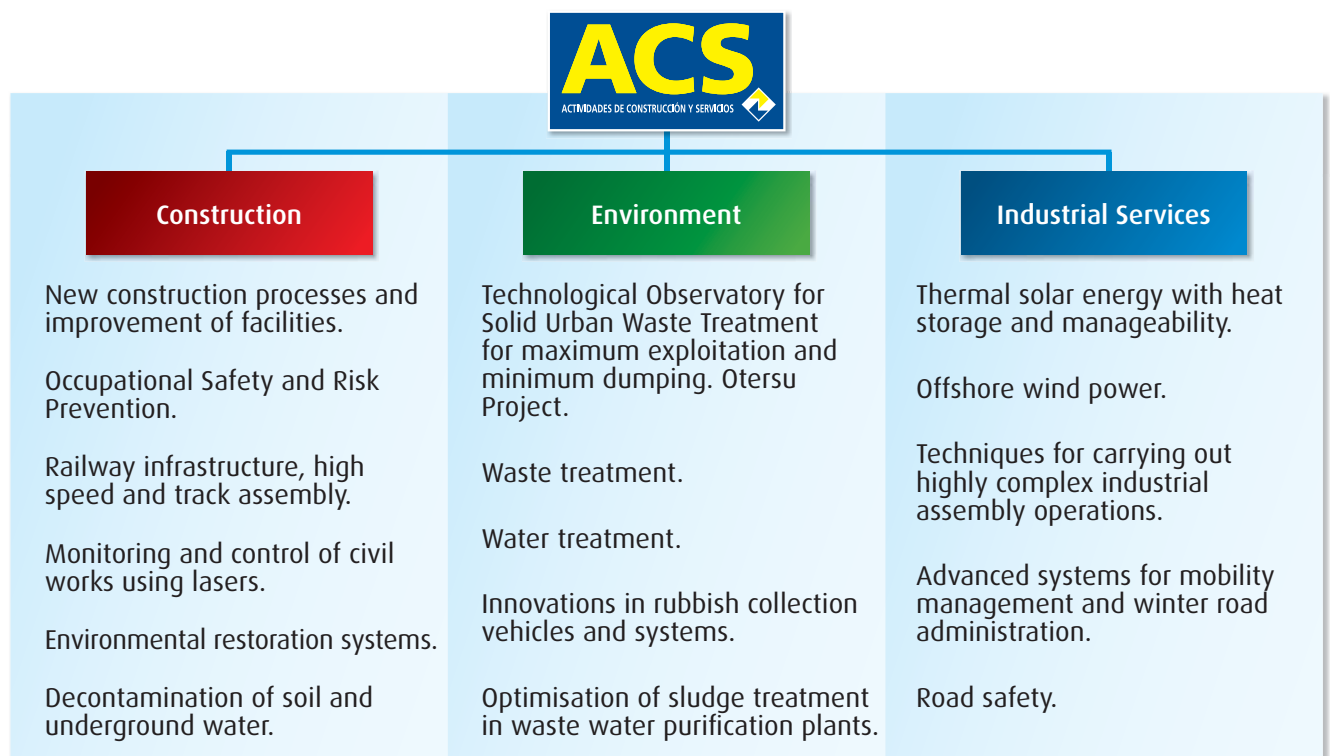 ACS
ACTIVIDADES DE CONSTRUCCIÓN Y SERVICIOS
Construction
New construction processes and
improvement of facilities.
Occupational Safety and Risk
Prevention.
Railway infrastructure, high
speed and track assembly.
Monitoring and control of civil
works using lasers.
Environmental restoration systems.
Decontamination of soil and
underground water.
Environment
Technological Observatory for
Solid Urban Waste Treatment
for maximum exploitation and
minimum dumping. Otersu
Project.
Waste treatment.
Water treatment.
Innovations in rubbish collection
vehicles and systems.
Optimisation of sludge treatment
in waste water purification plants.
Industrial Services
Thermal solar energy with heat
storage and manageability.
Offshore wind power.
Techniques for carrying out
highly complex industrial
assembly operations.
Advanced systems for mobility
management and winter road
administration.
Road safety.